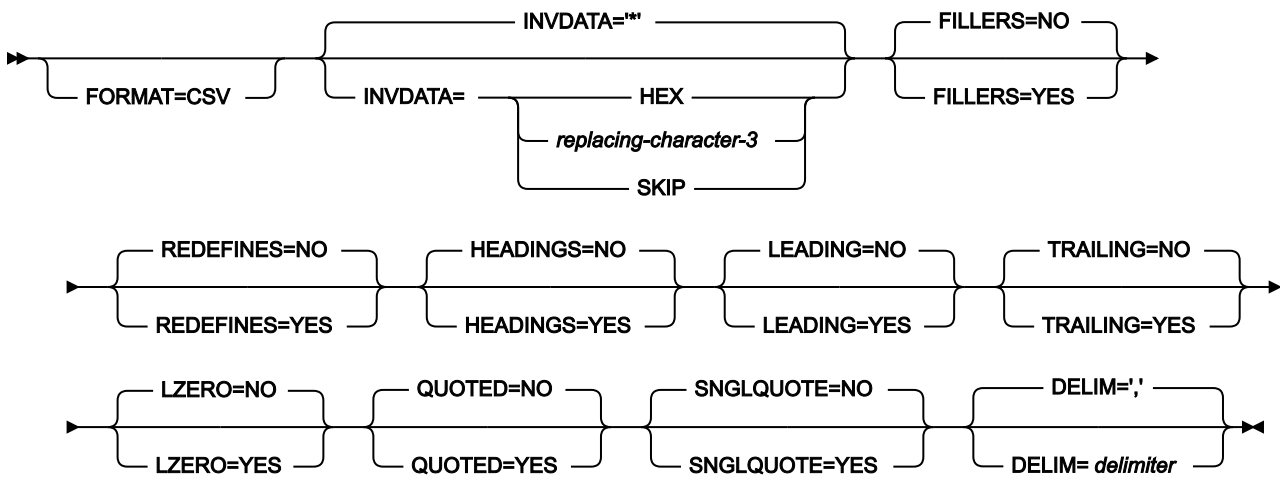 INVDATA='*' FILLERS=NO
FORMAT=CSV INVDATA= HEX FILLERS=YES
replacing-character-3
SKIP
REDEFINES=NO HEADINGS=NO LEADING=NO TRAILING=NO
REDEFINES=YES HEADINGS=YES LEADING=YES TRAILING=YES
LZERO=NO QUOTED=NO SNGLQUOTE=NO DELIM=','
LZERO=YES QUOTED=YES SNGLQUOTE=YES DELIM= delimiter